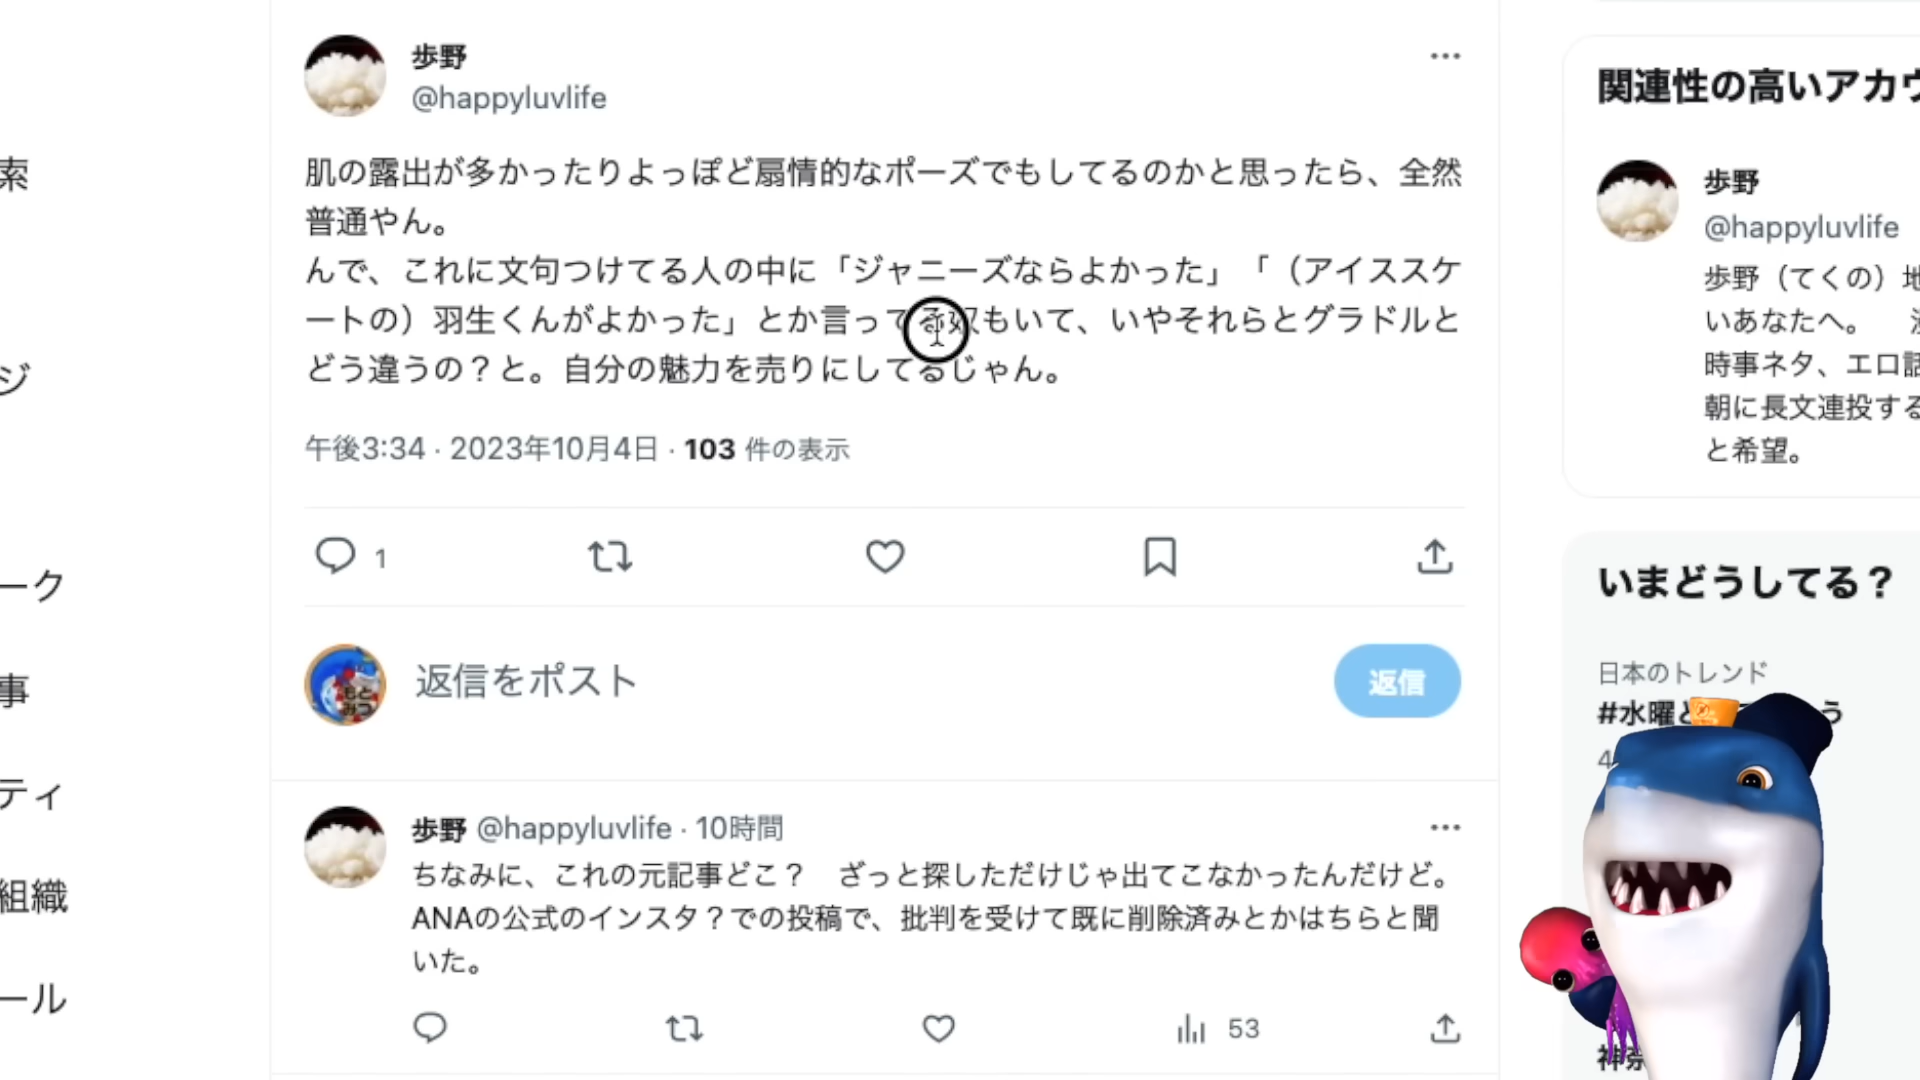 索
ジ
ーク
事
ティ
組織
ール
歩野
@happyluvlife
肌の露出が多かったりよっぽど扇情的なポーズでもしてるのかと思ったら、全然
普通やん。
んで、これに文句つけてる人の中に「ジャニーズならよかった」「（アイススケ
ートの）羽生くんがよかった」とか言ってる奴もいて、いやそれらとグラドルと
どう違うの？と。自分の魅力を売りにしてるじゃん。
午後3:34 · 2023年10月4日 · 103 件の表示
1
もと
みつ
返信をポスト
返信
歩野 @happyluvlife · 10時間
ちなみに、これの元記事どこ？　ざっと探しただけじゃ出てこなかったんだけど。
ANAの公式のインスタ？での投稿で、批判を受けて既に削除済みとかはちらと聞
いた。
53
関連性の高いアカウ
歩野
@happyluvlife
歩野（てくの）地
いあなたへ。
時事ネタ、エロ話
朝に長文連投する
と希望。
いまどうしてる？
日本のトレンド
#水曜 う
4
神奈